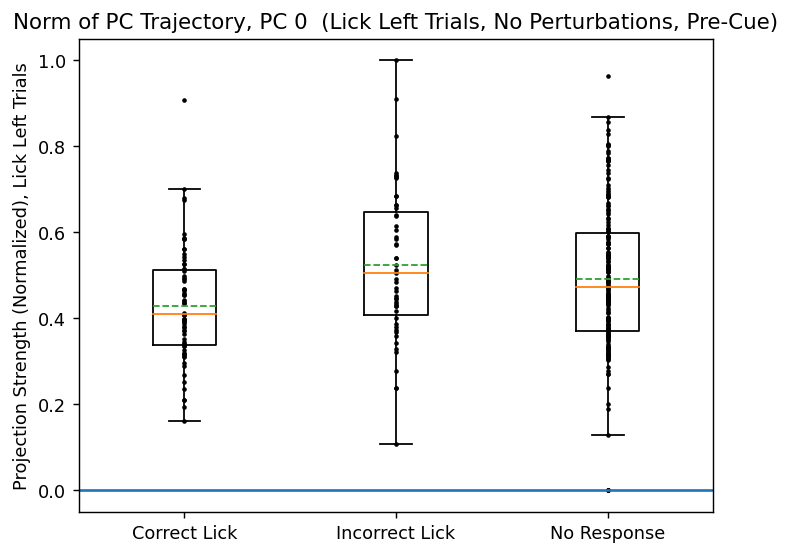 Norm of PC Trajectory, PC 0  (Lick Left Trials, No Perturbations, Pre-Cue)
Projection Strength (Normalized), Lick Left Trials
1.0
0.8
0.6
0.4
0.2
0.0
Correct Lick
Incorrect Lick
No Response